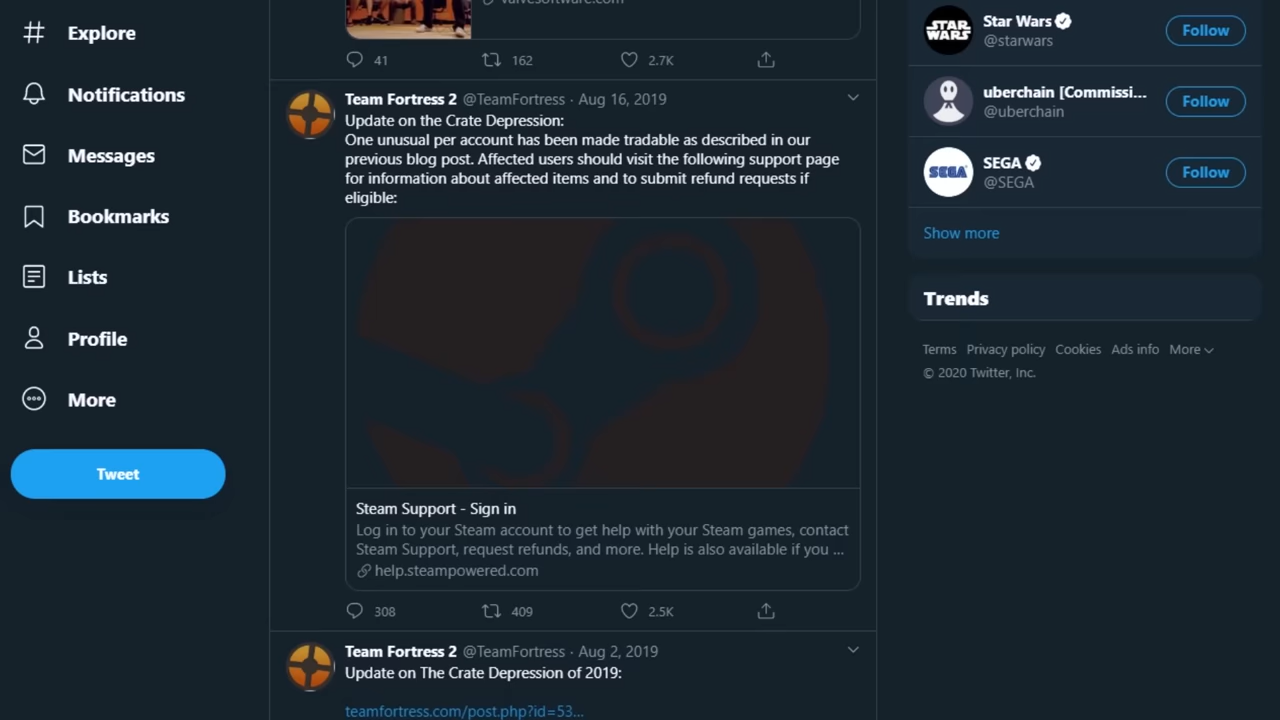 valvesoftware.com
Explore
Notifications
Messages
Bookmarks
Lists
Profile
More
Tweet
41 162 2.7K
Team Fortress 2 @TeamFortress · Aug 16, 2019
Update on the Crate Depression:
One unusual per account has been made tradable as described in our
previous blog post. Affected users should visit the following support page
for information about affected items and to submit refund requests if
eligible:
Steam Support - Sign in
Log in to your Steam account to get help with your Steam games, contact
Steam Support, request refunds, and more. Help is also available if you ...
help.steampowered.com
308 409 2.5K
Team Fortress 2 @TeamFortress · Aug 2, 2019
Update on The Crate Depression of 2019:
teamfortress.com/post.php?id=53...
STAR
WARS
Star Wars
@starwars
Follow
uberchain [Commissi...
@uberchain
Follow
SEGA
SEGA
@SEGA
Follow
Show more
Trends
Terms Privacy policy Cookies Ads info More
© 2020 Twitter, Inc.